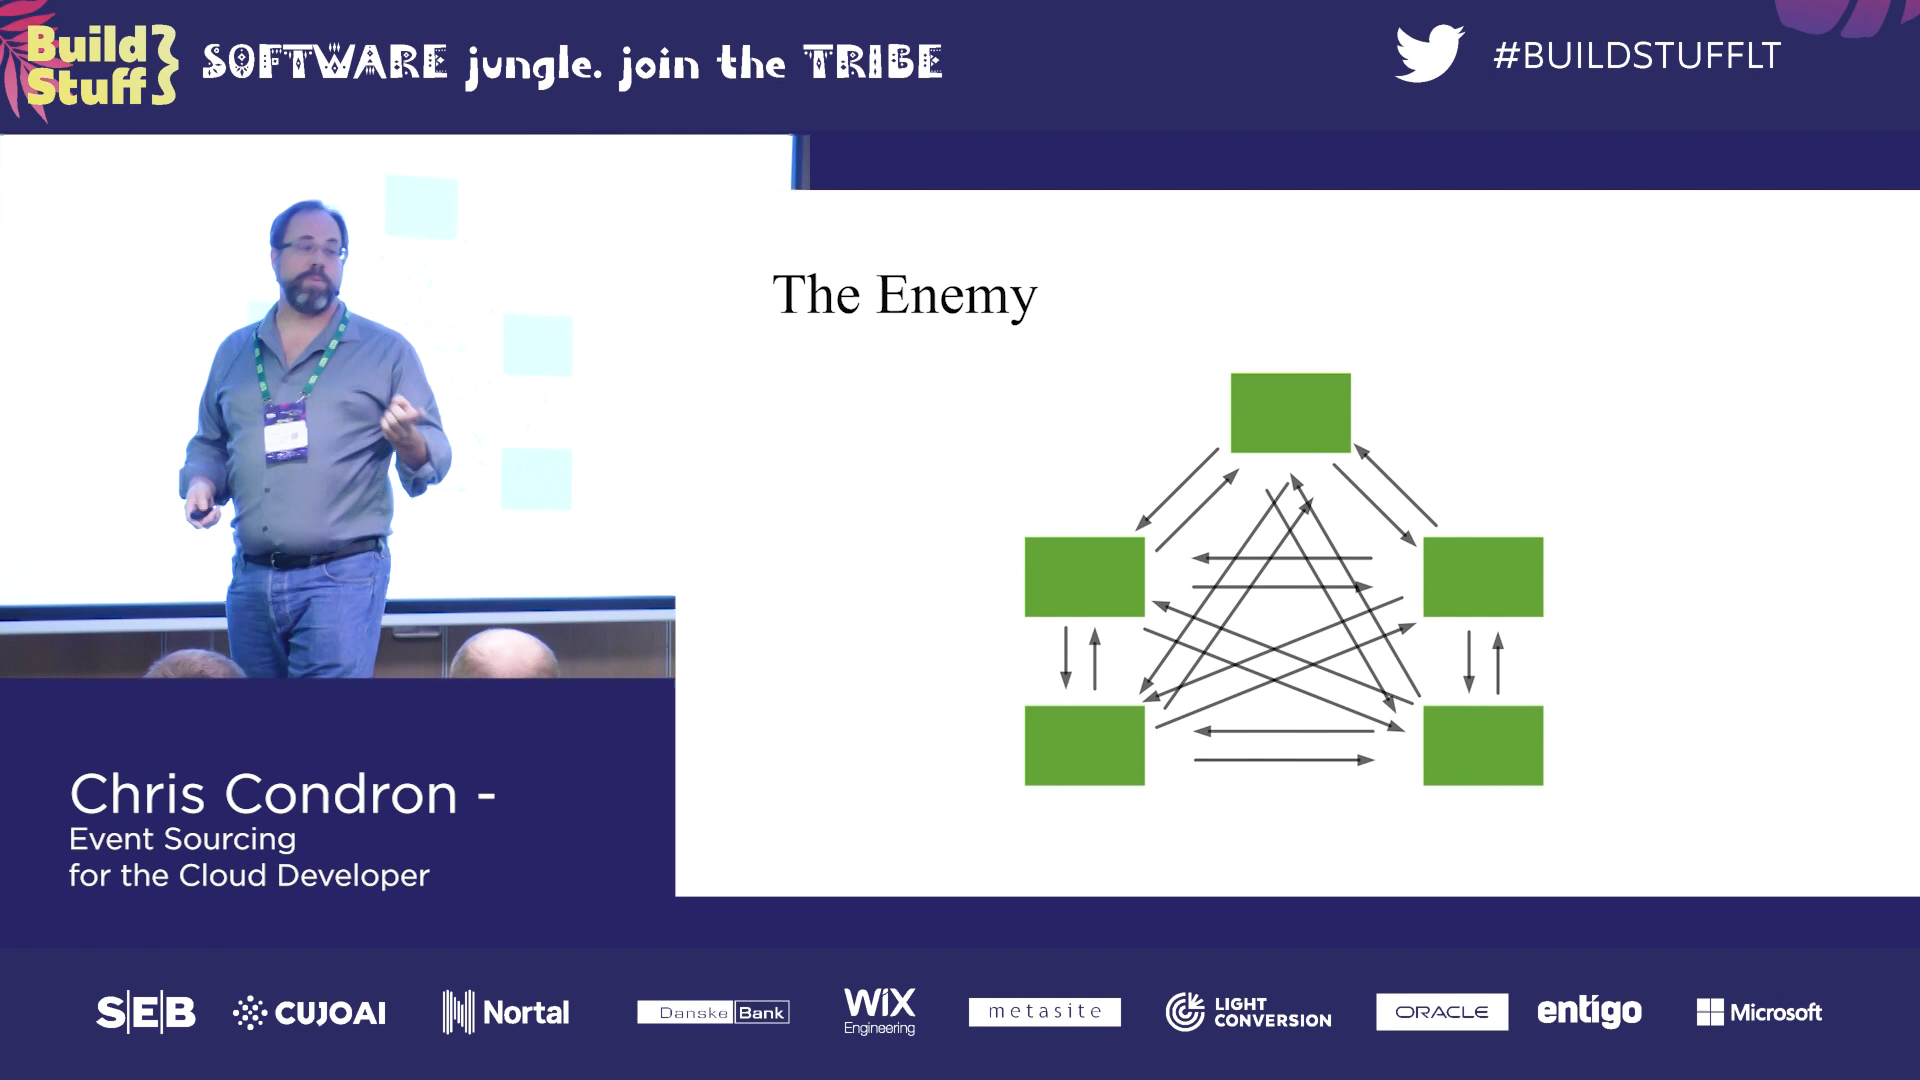 Build
Stuff
SOFTWARE jungle. join the TRIBE
#BUILDSTUFFLT
The Enemy
Chris Condron -
Event Sourcing
for the Cloud Developer
S|E|B
CUJOAI
Nortal
Danske Bank
WIX
Engineering
metasite
LIGHT
CONVERSION
ORACLE
entigo
Microsoft